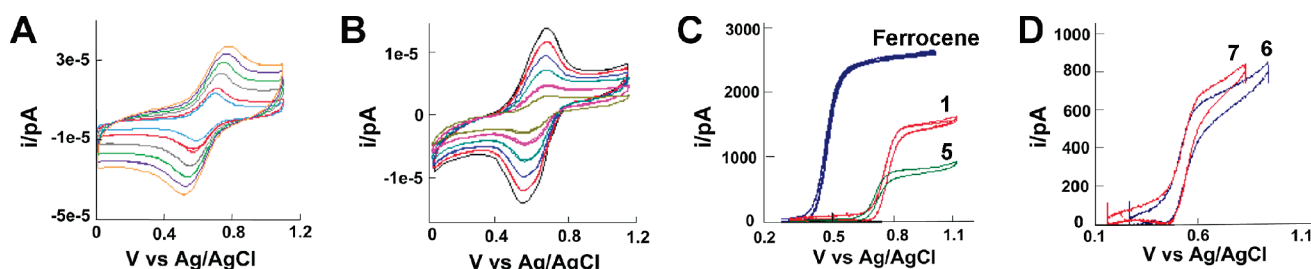 A
i/pA
3e-5
-1e-5
-5e-5
0
0.4
0.8
1.2
V vs Ag/AgCl
B
i/pA
1e-5
0
-1e-5
0
0.4
0.8
1.2
V vs Ag/AgCl
C
i/pA
3000
2000
1000
0
Ferrocene
1
5
0.2
0.5
0.8
1.1
V vs Ag/AgCl
D
i/pA
1000
800
600
400
200
0
7
6
0.1
0.6
1.1
V vs Ag/AgCl